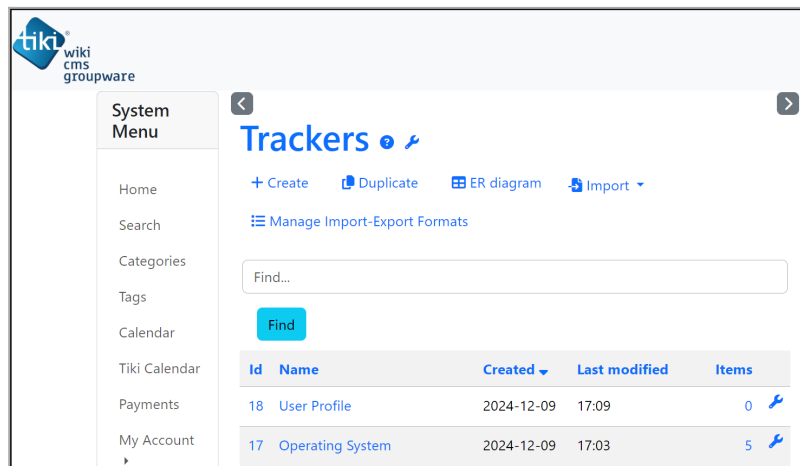 tiki
wiki
cms
groupware
System
Menu
Home
Search
Categories
Tags
Calendar
Tiki Calendar
Payments
My Account
Trackers
Create
Duplicate
ER diagram
Import
Manage Import-Export Formats
Find...
Find
Id Name Created Last modified Items
18 User Profile 2024-12-09 17:09 0
17 Operating System 2024-12-09 17:03 5